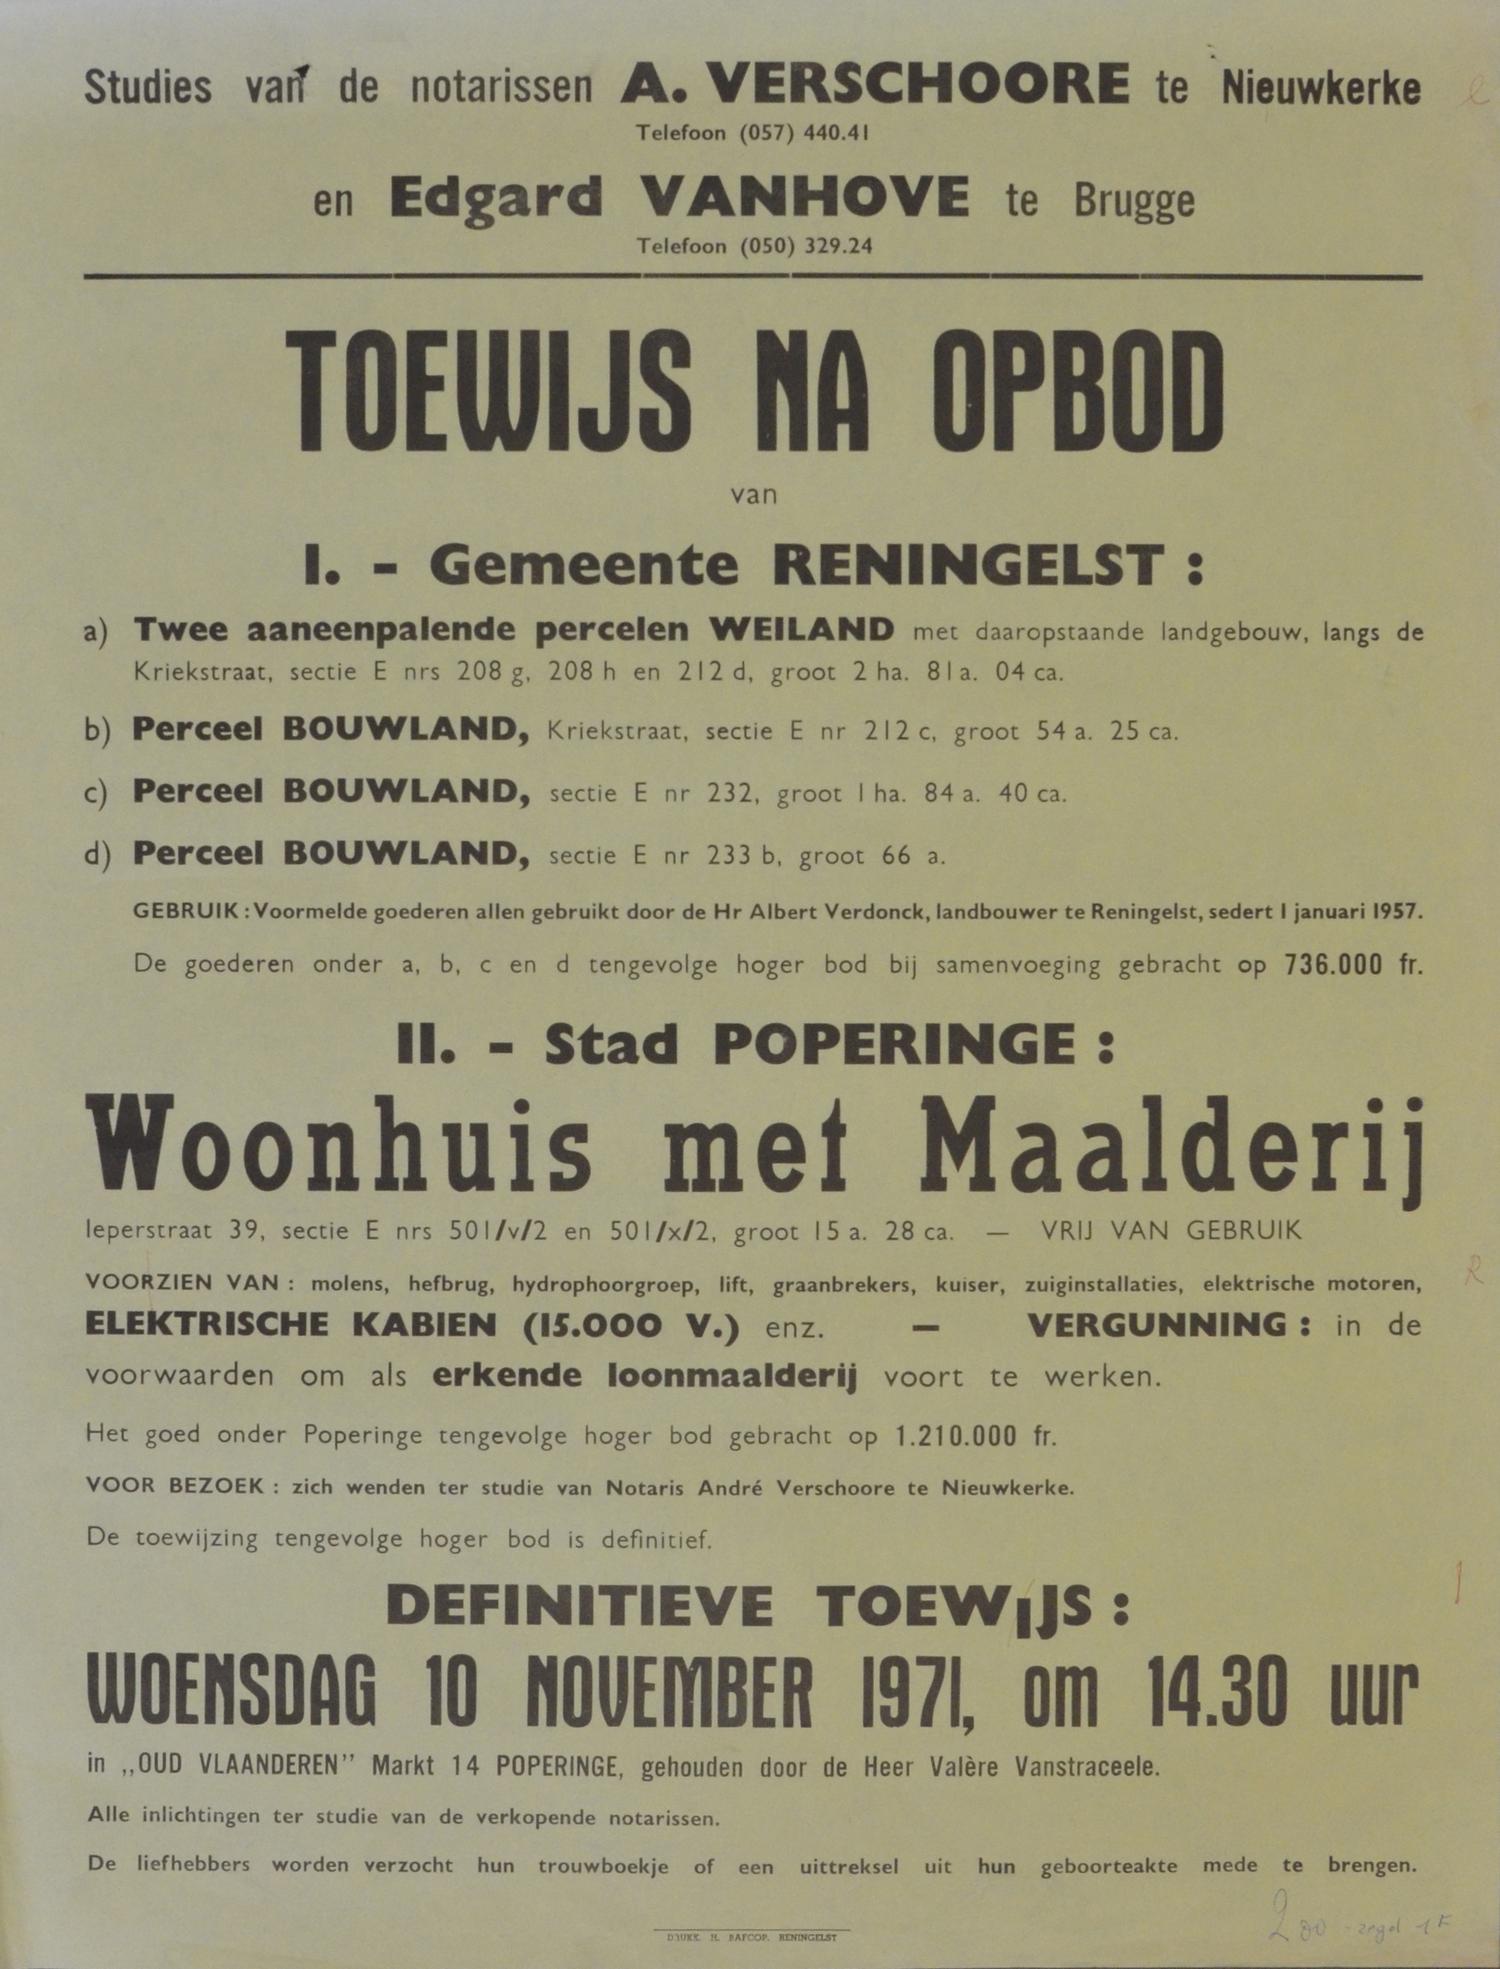 Studies van de notarissen A. VERSCHOORE te Nieuwkerke
Telefoon (057) 440.41
en Edgard VANHOVE te Brugge
Telefoon (050) 329.24
TOEWIJS NA OPBOD
van
I. - Gemeente RENINGELST :
a) Twee aaneenpalende percelen WEILAND met daaropstaande landgebouw, langs de
Kriekstraat, sectie E nrs 208 g, 208 h en 212 d, groot 2 ha. 81 a. 04 ca.
b) Perceel BOUWLAND, Kriekstraat, sectie E nr 212 c, groot 54 a. 25 ca.
c) Perceel BOUWLAND, sectie E nr 232, groot 1 ha. 84 a. 40 ca.
d) Perceel BOUWLAND, sectie E nr 233 b, groot 66 a.
GEBRUIK : Voormelde goederen allen gebruikt door de Hr Albert Verdonck, landbouwer te Reningelst, sedert 1 januari 1957.
De goederen onder a, b, c en d tengevolge hoger bod bij samenvoeging gebracht op 736.000 fr.
II. - Stad POPERINGE :
Woonhuis met Maalderij
Ieperstraat 39, sectie E nrs 501/v/2 en 501/x/2, groot 15 a. 28 ca. — VRIJ VAN GEBRUIK
VOORZIEN VAN : molens, hefbrug, hydrophoorgroep, lift, graanbrekers, kuiser, zuiginstallaties, elektrische motoren,
ELEKTRISCHE KABIEN (15.000 V.) enz. — VERGUNNING : in de
voorwaarden om als erkende loonmaalderij voort te werken.
Het goed onder Poperinge tengevolge hoger bod gebracht op 1.210.000 fr.
VOOR BEZOEK : zich wenden ter studie van Notaris André Verschoore te Nieuwkerke.
De toewijzing tengevolge hoger bod is definitief.
DEFINITIEVE TOEWIJS :
WOENSDAG 10 NOVEMBER 1971, om 14.30 uur
in „OUD VLAANDEREN” Markt 14 POPERINGE, gehouden door de Heer Valère Vanstraceele.
Alle inlichtingen ter studie van de verkopende notarissen.
De liefhebbers worden verzocht hun trouwboekje of een uittreksel uit hun geboorteakte mede te brengen.
200 - zegel 1 F
DRUKK. H. BAFCOP. RENINGELST